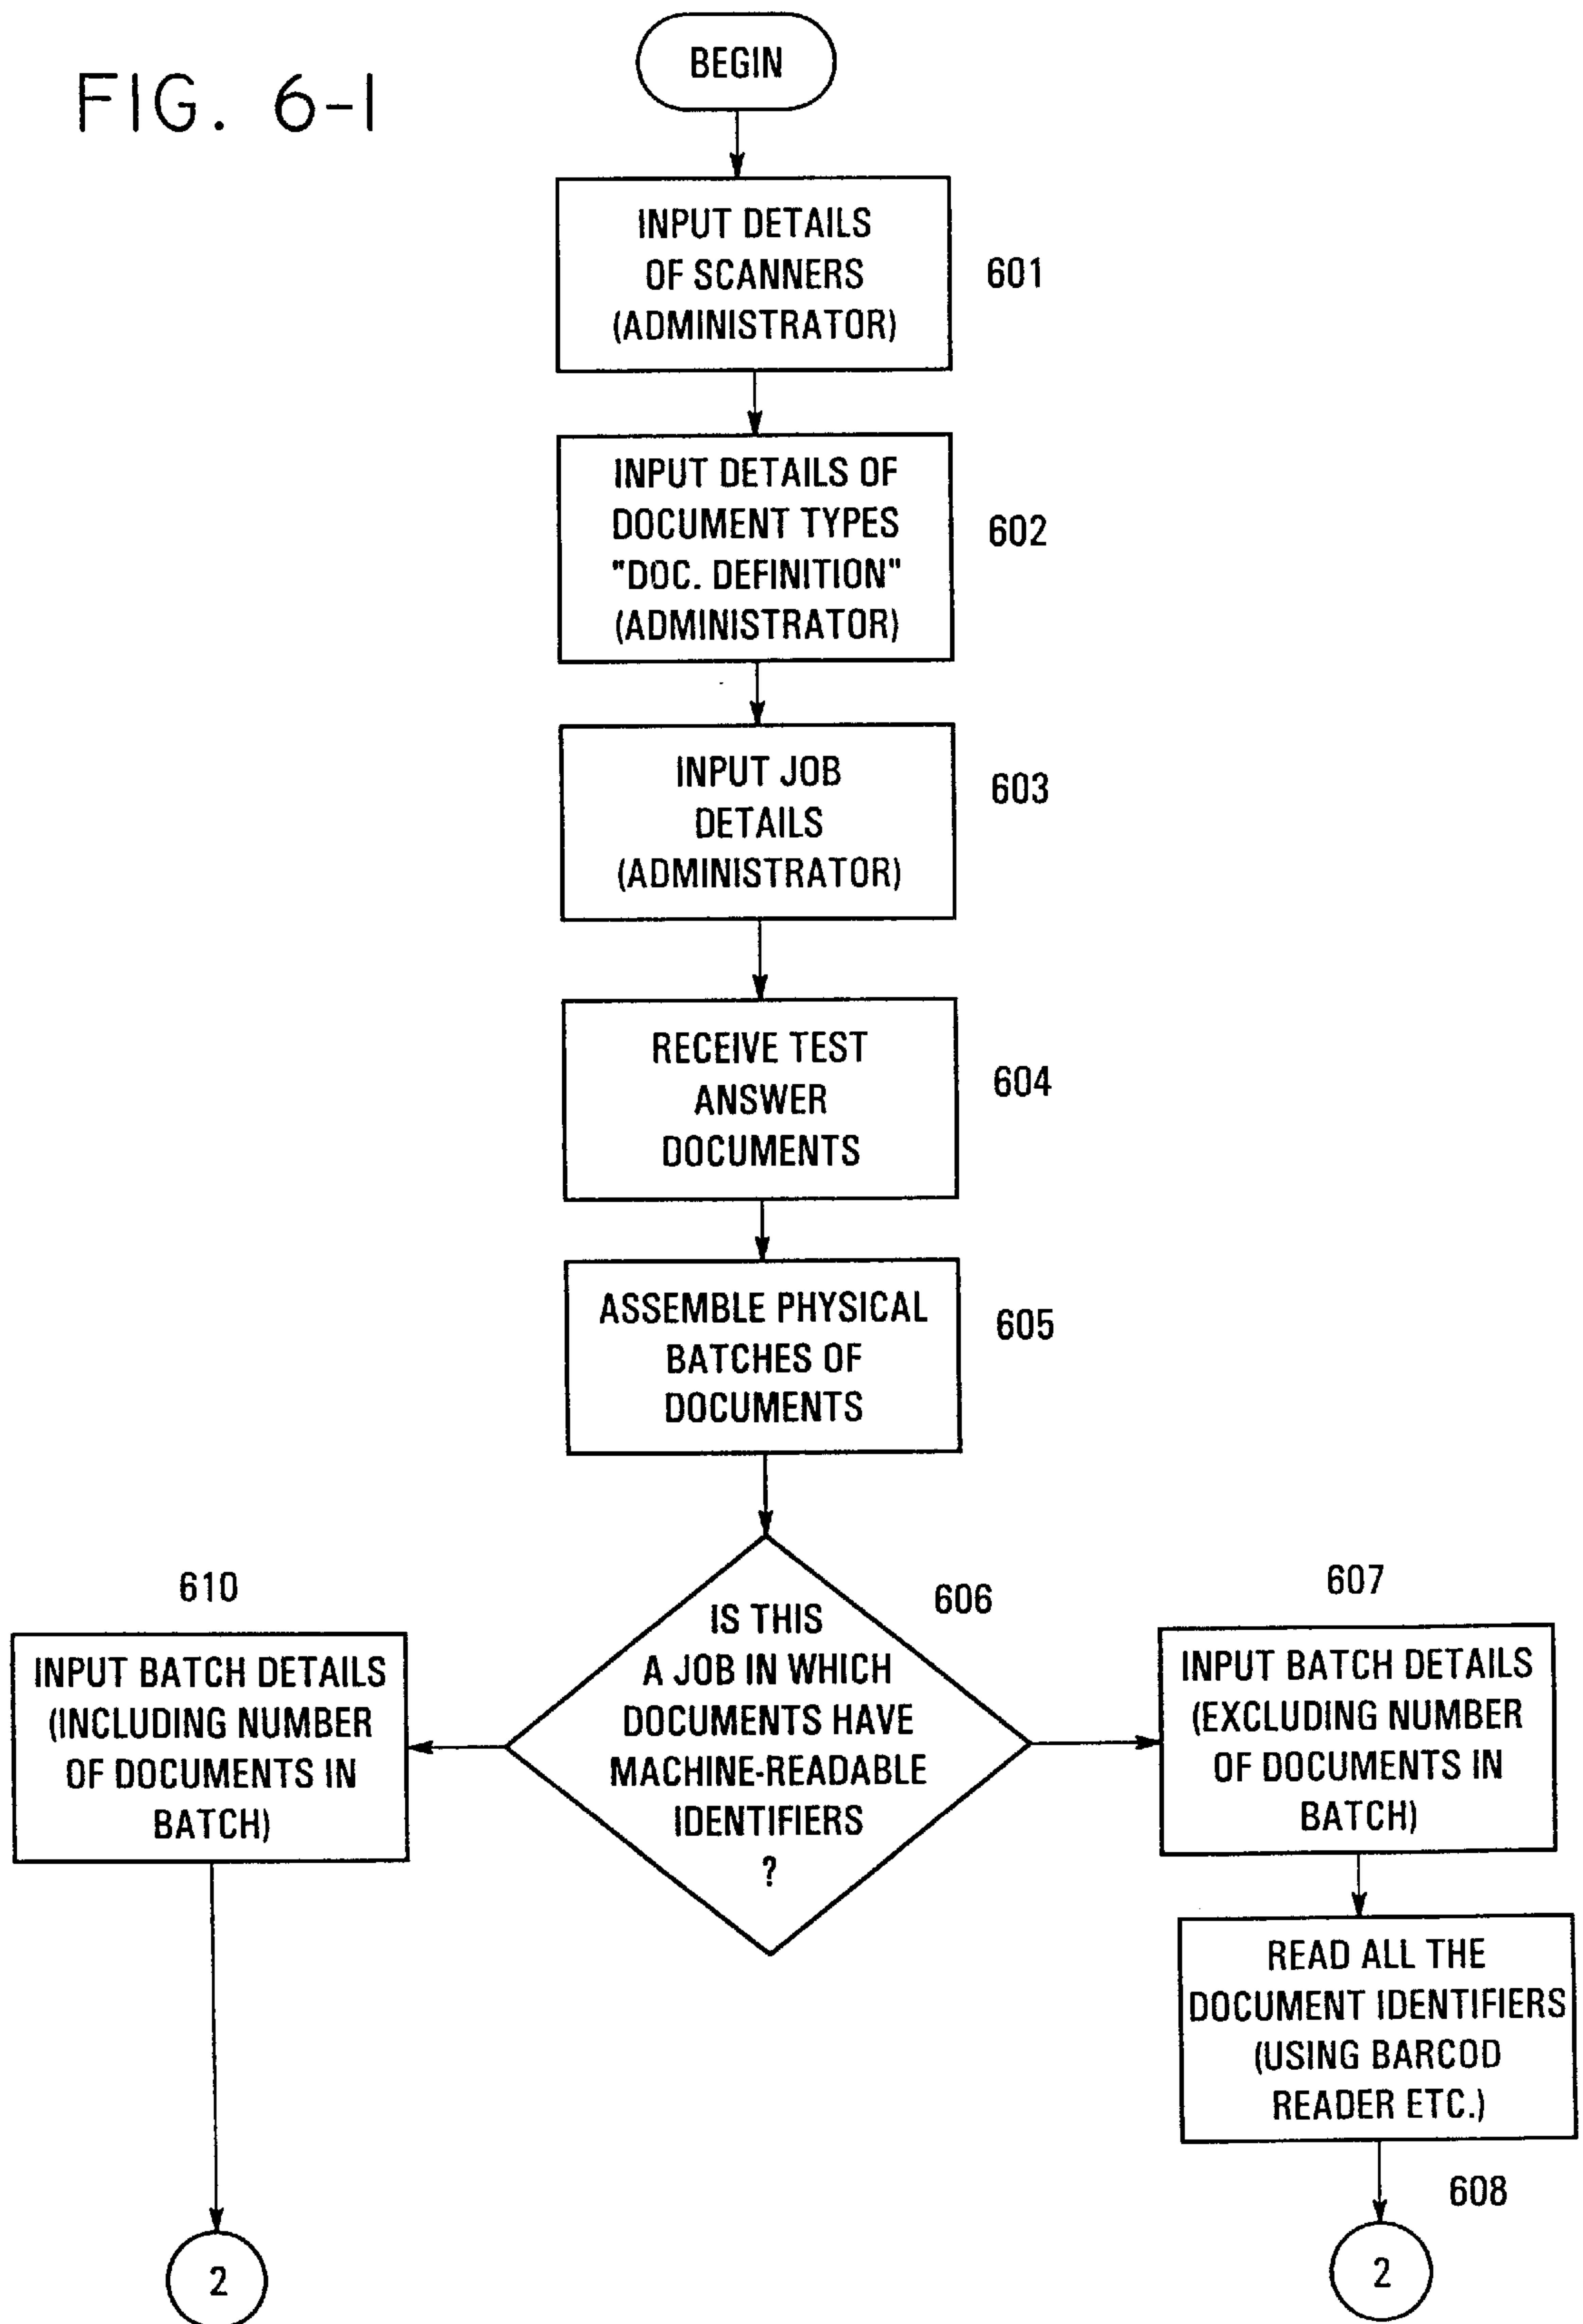 FIG. 6-1
BEGIN
INPUT DETAILS
OF SCANNERS
(ADMINISTRATOR)
601
INPUT DETAILS OF
DOCUMENT TYPES
"DOC. DEFINITION"
(ADMINISTRATOR)
602
INPUT JOB
DETAILS
(ADMINISTRATOR)
603
RECEIVE TEST
ANSWER
DOCUMENTS
604
ASSEMBLE PHYSICAL
BATCHES OF
DOCUMENTS
605
IS THIS
A JOB IN WHICH
DOCUMENTS HAVE
MACHINE-READABLE
IDENTIFIERS
?
606
610
INPUT BATCH DETAILS
(INCLUDING NUMBER
OF DOCUMENTS IN
BATCH)
2
607
INPUT BATCH DETAILS
(EXCLUDING NUMBER
OF DOCUMENTS IN
BATCH)
READ ALL THE
DOCUMENT IDENTIFIERS
(USING BARCOD
READER ETC.)
608
2